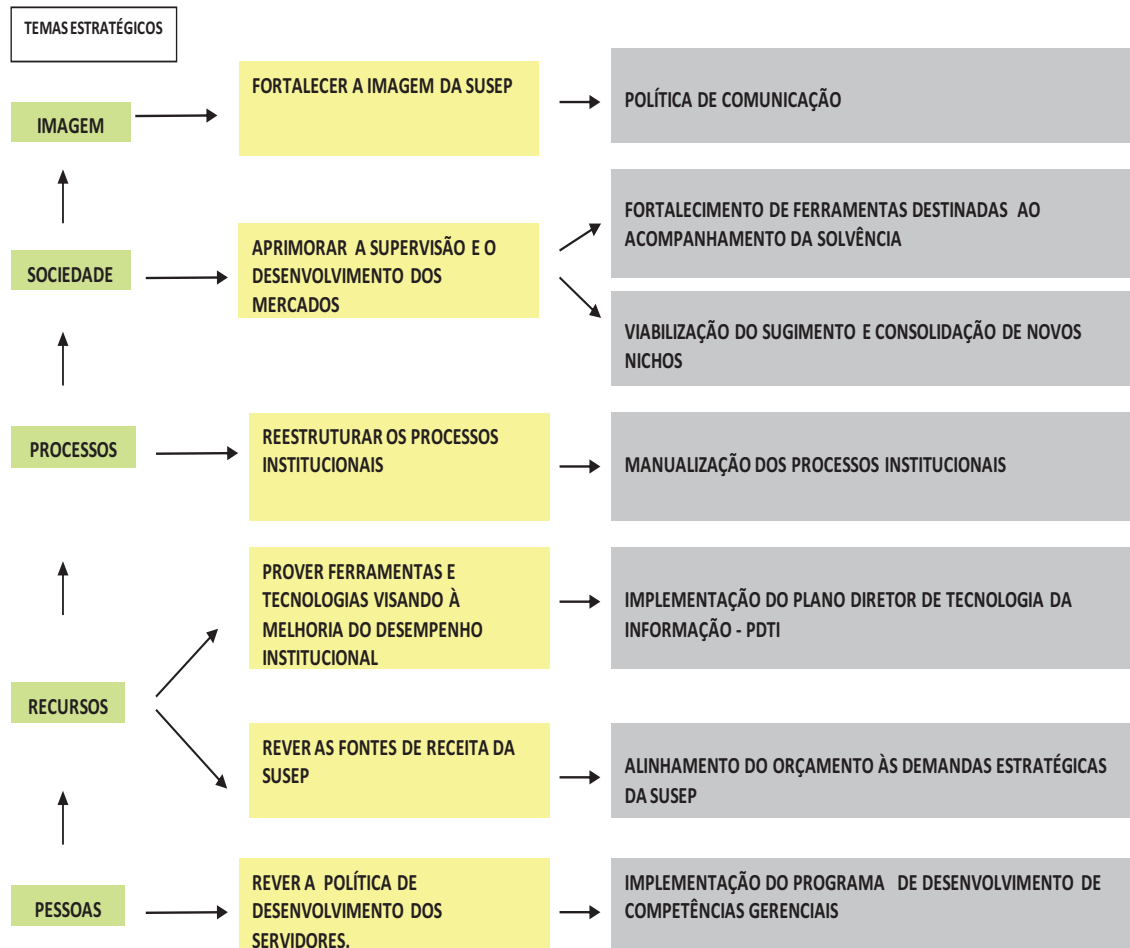 TEMAS ESTRATÉGICOS
IMAGEM
FORTALECER A IMAGEM DA SUSEP
POLÍTICA DE COMUNICAÇÃO
SOCIEDADE
APRIMORAR A SUPERVISÃO E O
DESENVOLVIMENTO DOS
MERCADOS
FORTALECIMENTO DE FERRAMENTAS DESTINADAS AO
ACOMPANHAMENTO DA SOLVÊNCIA
VIABILIZAÇÃO DO SUGIMENTO E CONSOLIDAÇÃO DE NOVOS
NICHOS
PROCESSOS
REESTRUTURAR OS PROCESSOS
INSTITUCIONAIS
MANUALIZAÇÃO DOS PROCESSOS INSTITUCIONAIS
RECURSOS
PROVER FERRAMENTAS E
TECNOLOGIAS VISANDO À
MELHORIA DO DESEMPENHO
INSTITUCIONAL
IMPLEMENTAÇÃO DO PLANO DIRETOR DE TECNOLOGIA DA
INFORMAÇÃO - PDTI
REVER AS FONTES DE RECEITA DA
SUSEP
ALINHAMENTO DO ORÇAMENTO ÀS DEMANDAS ESTRATÉGICAS
DA SUSEP
PESSOAS
REVER A POLÍTICA DE
DESENVOLVIMENTO DOS
SERVIDORES.
IMPLEMENTAÇÃO DO PROGRAMA DE DESENVOLVIMENTO DE
COMPETÊNCIAS GERENCIAIS